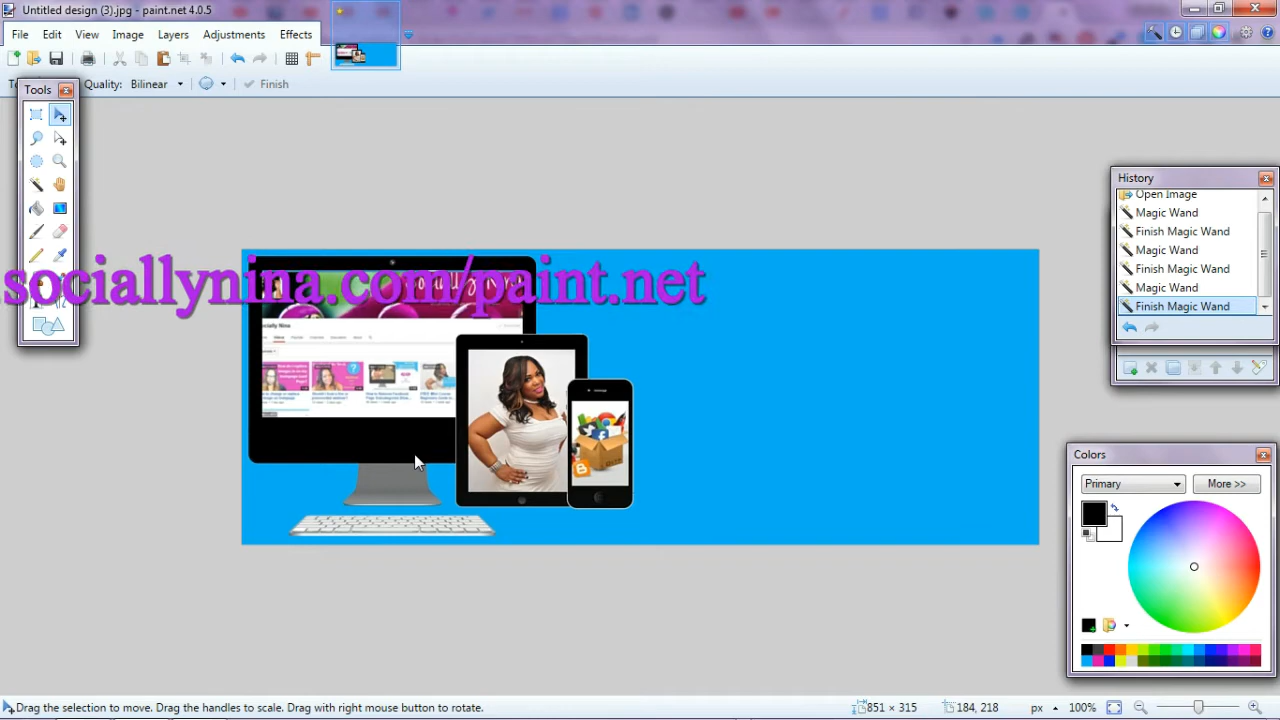 Untitled design (3).jpg - paint.net 4.0.5
File Edit View Image Layers Adjustments Effects
Quality: Bilinear Finish
Tools
History
Open Image
Magic Wand
Finish Magic Wand
Magic Wand
Finish Magic Wand
Magic Wand
Finish Magic Wand
.sociallynina.com/paint.net
Colors
Primary More >>
Drag the selection to move. Drag the handles to scale. Drag with right mouse button to rotate. 851 × 315 184, 218 px 100%